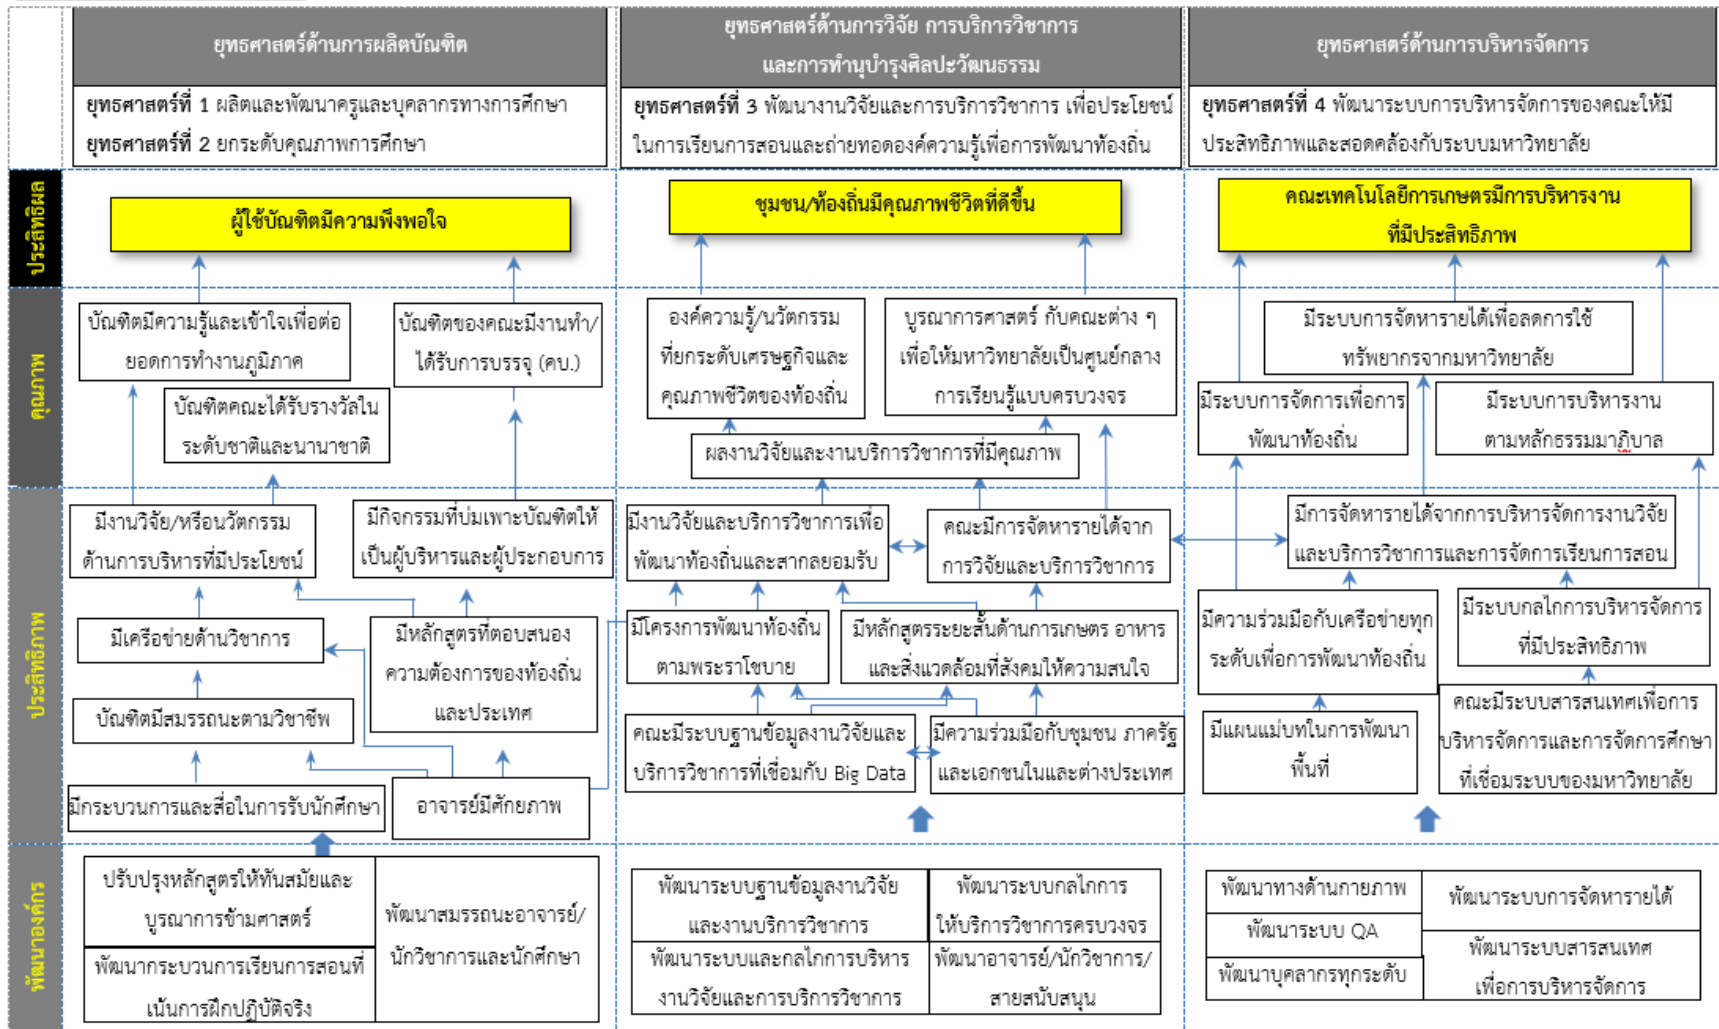 ยุทธศาสตร์ด้านการผลิตบัณฑิต
ยุทธศาสตร์ด้านการวิจัย การบริการวิชาการ
และการทำนุบำรุงศิลปะวัฒนธรรม
ยุทธศาสตร์ด้านการบริหารจัดการ
ยุทธศาสตร์ที่ 1 ผลิตและพัฒนาครูและบุคลากรทางการศึกษา
ยุทธศาสตร์ที่ 2 ยกระดับคุณภาพการศึกษา
ยุทธศาสตร์ที่ 3 พัฒนางานวิจัยและการบริการวิชาการ เพื่อประโยชน์
ในการเรียนการสอนและถ่ายทอดองค์ความรู้เพื่อการพัฒนาท้องถิ่น
ยุทธศาสตร์ที่ 4 พัฒนาระบบการบริหารจัดการของคณะให้มี
ประสิทธิภาพและสอดคล้องกับระบบมหาวิทยาลัย
ประสิทธิผล
ผู้ใช้บัณฑิตมีความพึงพอใจ
ชุมชน/ท้องถิ่นมีคุณภาพชีวิตที่ดีขึ้น
คณะเทคโนโลยีการเกษตรมีการบริหารงาน
ที่มีประสิทธิภาพ
คุณภาพ
บัณฑิตมีความรู้และเข้าใจเพื่อต่อ
ยอดการทำงานภูมิภาค
บัณฑิตของคณะมีงานทำ/
ได้รับการบรรจุ (คบ.)
บัณฑิตคณะได้รับรางวัลใน
ระดับชาติและนานาชาติ
องค์ความรู้/นวัตกรรม
ที่ยกระดับเศรษฐกิจและ
คุณภาพชีวิตของท้องถิ่น
บูรณาการศาสตร์ กับคณะต่าง ๆ
เพื่อให้มหาวิทยาลัยเป็นศูนย์กลาง
การเรียนรู้แบบครบวงจร
ผลงานวิจัยและงานบริการวิชาการที่มีคุณภาพ
มีระบบการจัดหารายได้เพื่อลดการใช้
ทรัพยากรจากมหาวิทยาลัย
มีระบบการจัดการเพื่อการ
พัฒนาท้องถิ่น
มีระบบการบริหารงาน
ตามหลักธรรมาภิบาล
ประสิทธิภาพ
มีงานวิจัย/หรือนวัตกรรม
ด้านการบริหารที่มีประโยชน์
มีกิจกรรมที่บ่มเพาะบัณฑิตให้
เป็นผู้บริหารและผู้ประกอบการ
มีเครือข่ายด้านวิชาการ
มีหลักสูตรที่ตอบสนอง
ความต้องการของท้องถิ่น
และประเทศ
บัณฑิตมีสมรรถนะตามวิชาชีพ
มีกระบวนการและสื่อในการรับนักศึกษา
อาจารย์มีศักยภาพ
มีงานวิจัยและบริการวิชาการเพื่อ
พัฒนาท้องถิ่นและสากลยอมรับ
คณะมีการจัดหารายได้จาก
การวิจัยและบริการวิชาการ
มีโครงการพัฒนาท้องถิ่น
ตามพระราโชบาย
มีหลักสูตรระยะสั้นด้านการเกษตร อาหาร
และสิ่งแวดล้อมที่สังคมให้ความสนใจ
คณะมีระบบฐานข้อมูลงานวิจัยและ
บริการวิชาการที่เชื่อมกับ Big Data
มีความร่วมมือกับชุมชน ภาครัฐ
และเอกชนในและต่างประเทศ
มีการจัดหารายได้จากการบริหารจัดการงานวิจัย
และบริการวิชาการและการจัดการเรียนการสอน
มีความร่วมมือกับเครือข่ายทุก
ระดับเพื่อการพัฒนาท้องถิ่น
มีระบบกลไกการบริหารจัดการ
ที่มีประสิทธิภาพ
มีแผนแม่บทในการพัฒนา
พื้นที่
คณะมีระบบสารสนเทศเพื่อการ
บริหารจัดการและการจัดการศึกษา
ที่เชื่อมระบบของมหาวิทยาลัย
พัฒนาองค์กร
ปรับปรุงหลักสูตรให้ทันสมัยและ
บูรณาการข้ามศาสตร์
พัฒนากระบวนการเรียนการสอนที่
เน้นการฝึกปฏิบัติจริง
พัฒนาสมรรถนะอาจารย์/
นักวิชาการและนักศึกษา
พัฒนาระบบฐานข้อมูลงานวิจัย
และงานบริการวิชาการ
พัฒนาระบบกลไกการ
ให้บริการวิชาการครบวงจร
พัฒนาระบบและกลไกการบริหาร
งานวิจัยและการบริการวิชาการ
พัฒนาอาจารย์/นักวิชาการ/
สายสนับสนุน
พัฒนาทางด้านกายภาพ
พัฒนาระบบ QA
พัฒนาบุคลากรทุกระดับ
พัฒนาระบบการจัดหารายได้
พัฒนาระบบสารสนเทศ
เพื่อการบริหารจัดการ